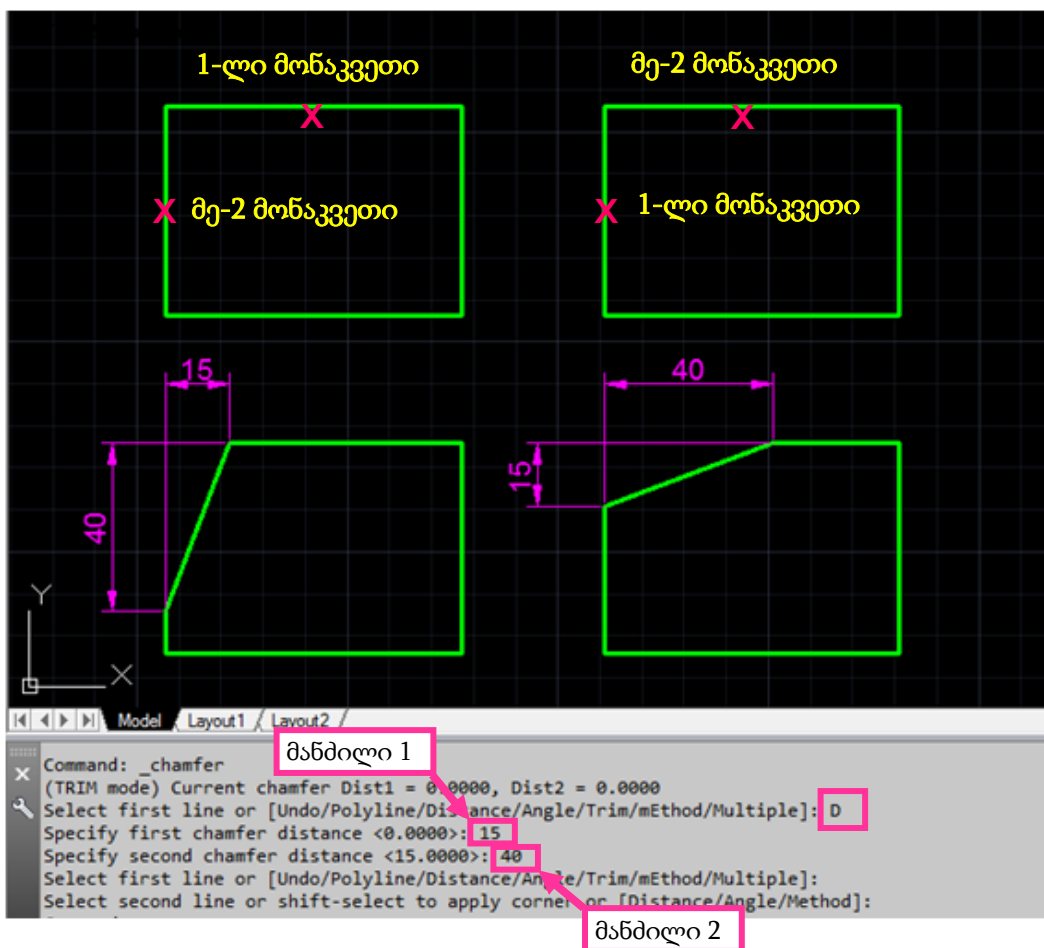 1-ლი მონაკვეთი
მე-2 მონაკვეთი
X
X
X მე-2 მონაკვეთი
X 1-ლი მონაკვეთი
15
40
40
15
Y
X
Model Layout1 Layout2
მანძილი 1
Command: _chamfer
(TRIM mode) Current chamfer Dist1 = 0.0000, Dist2 = 0.0000
Select first line or [Undo/Polyline/Distance/Angle/Trim/mEthod/Multiple]: D
Specify first chamfer distance <0.0000>: 15
Specify second chamfer distance <15.0000>: 40
Select first line or [Undo/Polyline/Distance/Angle/Trim/mEthod/Multiple]:
Select second line or shift-select to apply corner or [Distance/Angle/Method]:
მანძილი 2